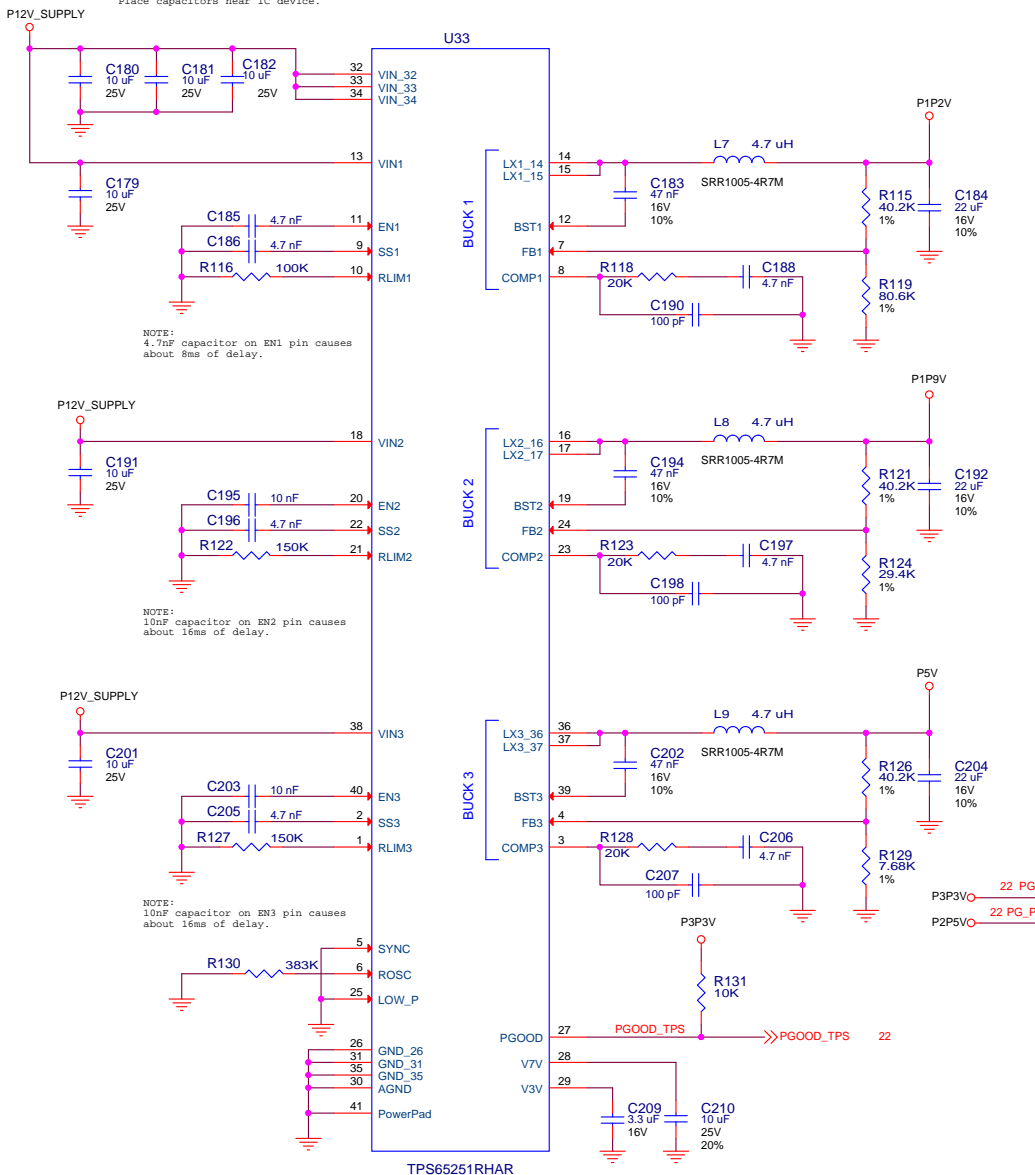 Place capacitors near IC device.
P12V_SUPPLY
U33
C180
10 uF
25V
C181
10 uF
25V
C182
10 uF
25V
32
33
34
VIN_32
VIN_33
VIN_34
13
VIN1
C179
10 uF
25V
C185
4.7 nF
11
EN1
C186
4.7 nF
9
SS1
R116
100K
10
RLIM1
NOTE:
4.7nF capacitor on EN1 pin causes
about 8ms of delay.
BUCK 1
LX1_14
LX1_15
14
15
BST1
12
FB1
7
COMP1
8
C183
47 nF
16V
10%
L7 4.7 uH
SRR1005-4R7M
P1P2V
R115
40.2K
1%
C184
22 uF
16V
10%
R118
20K
C188
4.7 nF
C190
100 pF
R119
80.6K
1%
P12V_SUPPLY
18
VIN2
C191
10 uF
25V
C195
10 nF
20
EN2
C196
4.7 nF
22
SS2
R122
150K
21
RLIM2
NOTE:
10nF capacitor on EN2 pin causes
about 16ms of delay.
BUCK 2
LX2_16
LX2_17
16
17
BST2
19
FB2
24
COMP2
23
C194
47 nF
16V
10%
L8 4.7 uH
SRR1005-4R7M
P1P9V
R121
40.2K
1%
C192
22 uF
16V
10%
R123
20K
C197
4.7 nF
C198
100 pF
R124
29.4K
1%
P12V_SUPPLY
38
VIN3
C201
10 uF
25V
C203
10 nF
40
EN3
C205
4.7 nF
2
SS3
R127
150K
1
RLIM3
NOTE:
10nF capacitor on EN3 pin causes
about 16ms of delay.
BUCK 3
LX3_36
LX3_37
36
37
BST3
39
FB3
4
COMP3
3
C202
47 nF
16V
10%
L9 4.7 uH
SRR1005-4R7M
P5V
R126
40.2K
1%
C204
22 uF
16V
10%
R128
20K
C206
4.7 nF
C207
100 pF
R129
7.68K
1%
P3P3V
22 PG
P2P5V
22 PG_P
5
SYNC
R130
383K
6
ROSC
25
LOW_P
P3P3V
R131
10K
PGOOD
27
PGOOD_TPS
PGOOD_TPS
22
26
31
35
30
GND_26
GND_31
GND_35
AGND
41
PowerPad
V7V
28
V3V
29
C209
3.3 uF
16V
C210
10 uF
25V
20%
TPS65251RHAR